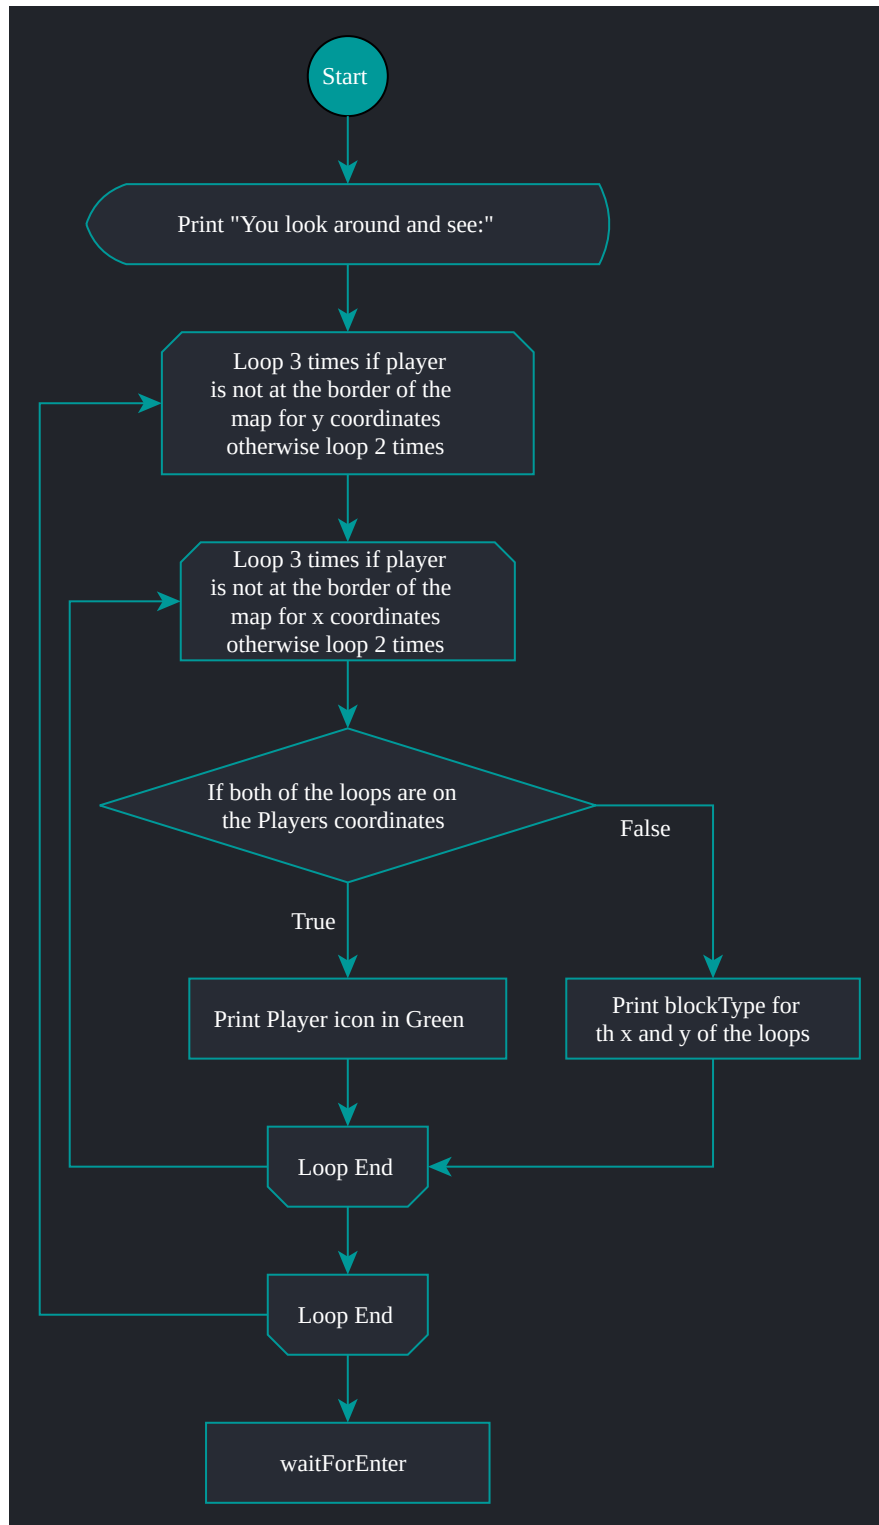 Start
Print "You look around and see:"
Loop 3 times if player
is not at the border of the
map for y coordinates
otherwise loop 2 times
Loop 3 times if player
is not at the border of the
map for x coordinates
otherwise loop 2 times
If both of the loops are on
the Players coordinates
False
True
Print Player icon in Green
Print blockType for
th x and y of the loops
Loop End
Loop End
waitForEnter